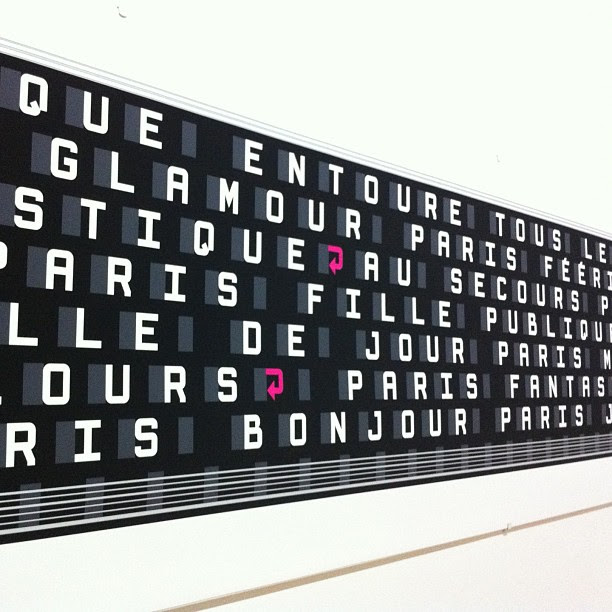 QUE ENTOURE TOUS LE
GLAMOUR PARIS FÉÉRI
STIQUE AU SECOURS
PARIS FILLE PUBLIQU
LLE DE JOUR PARIS M
OURS PARIS FANTAS
RIS BONJOUR PARIS J